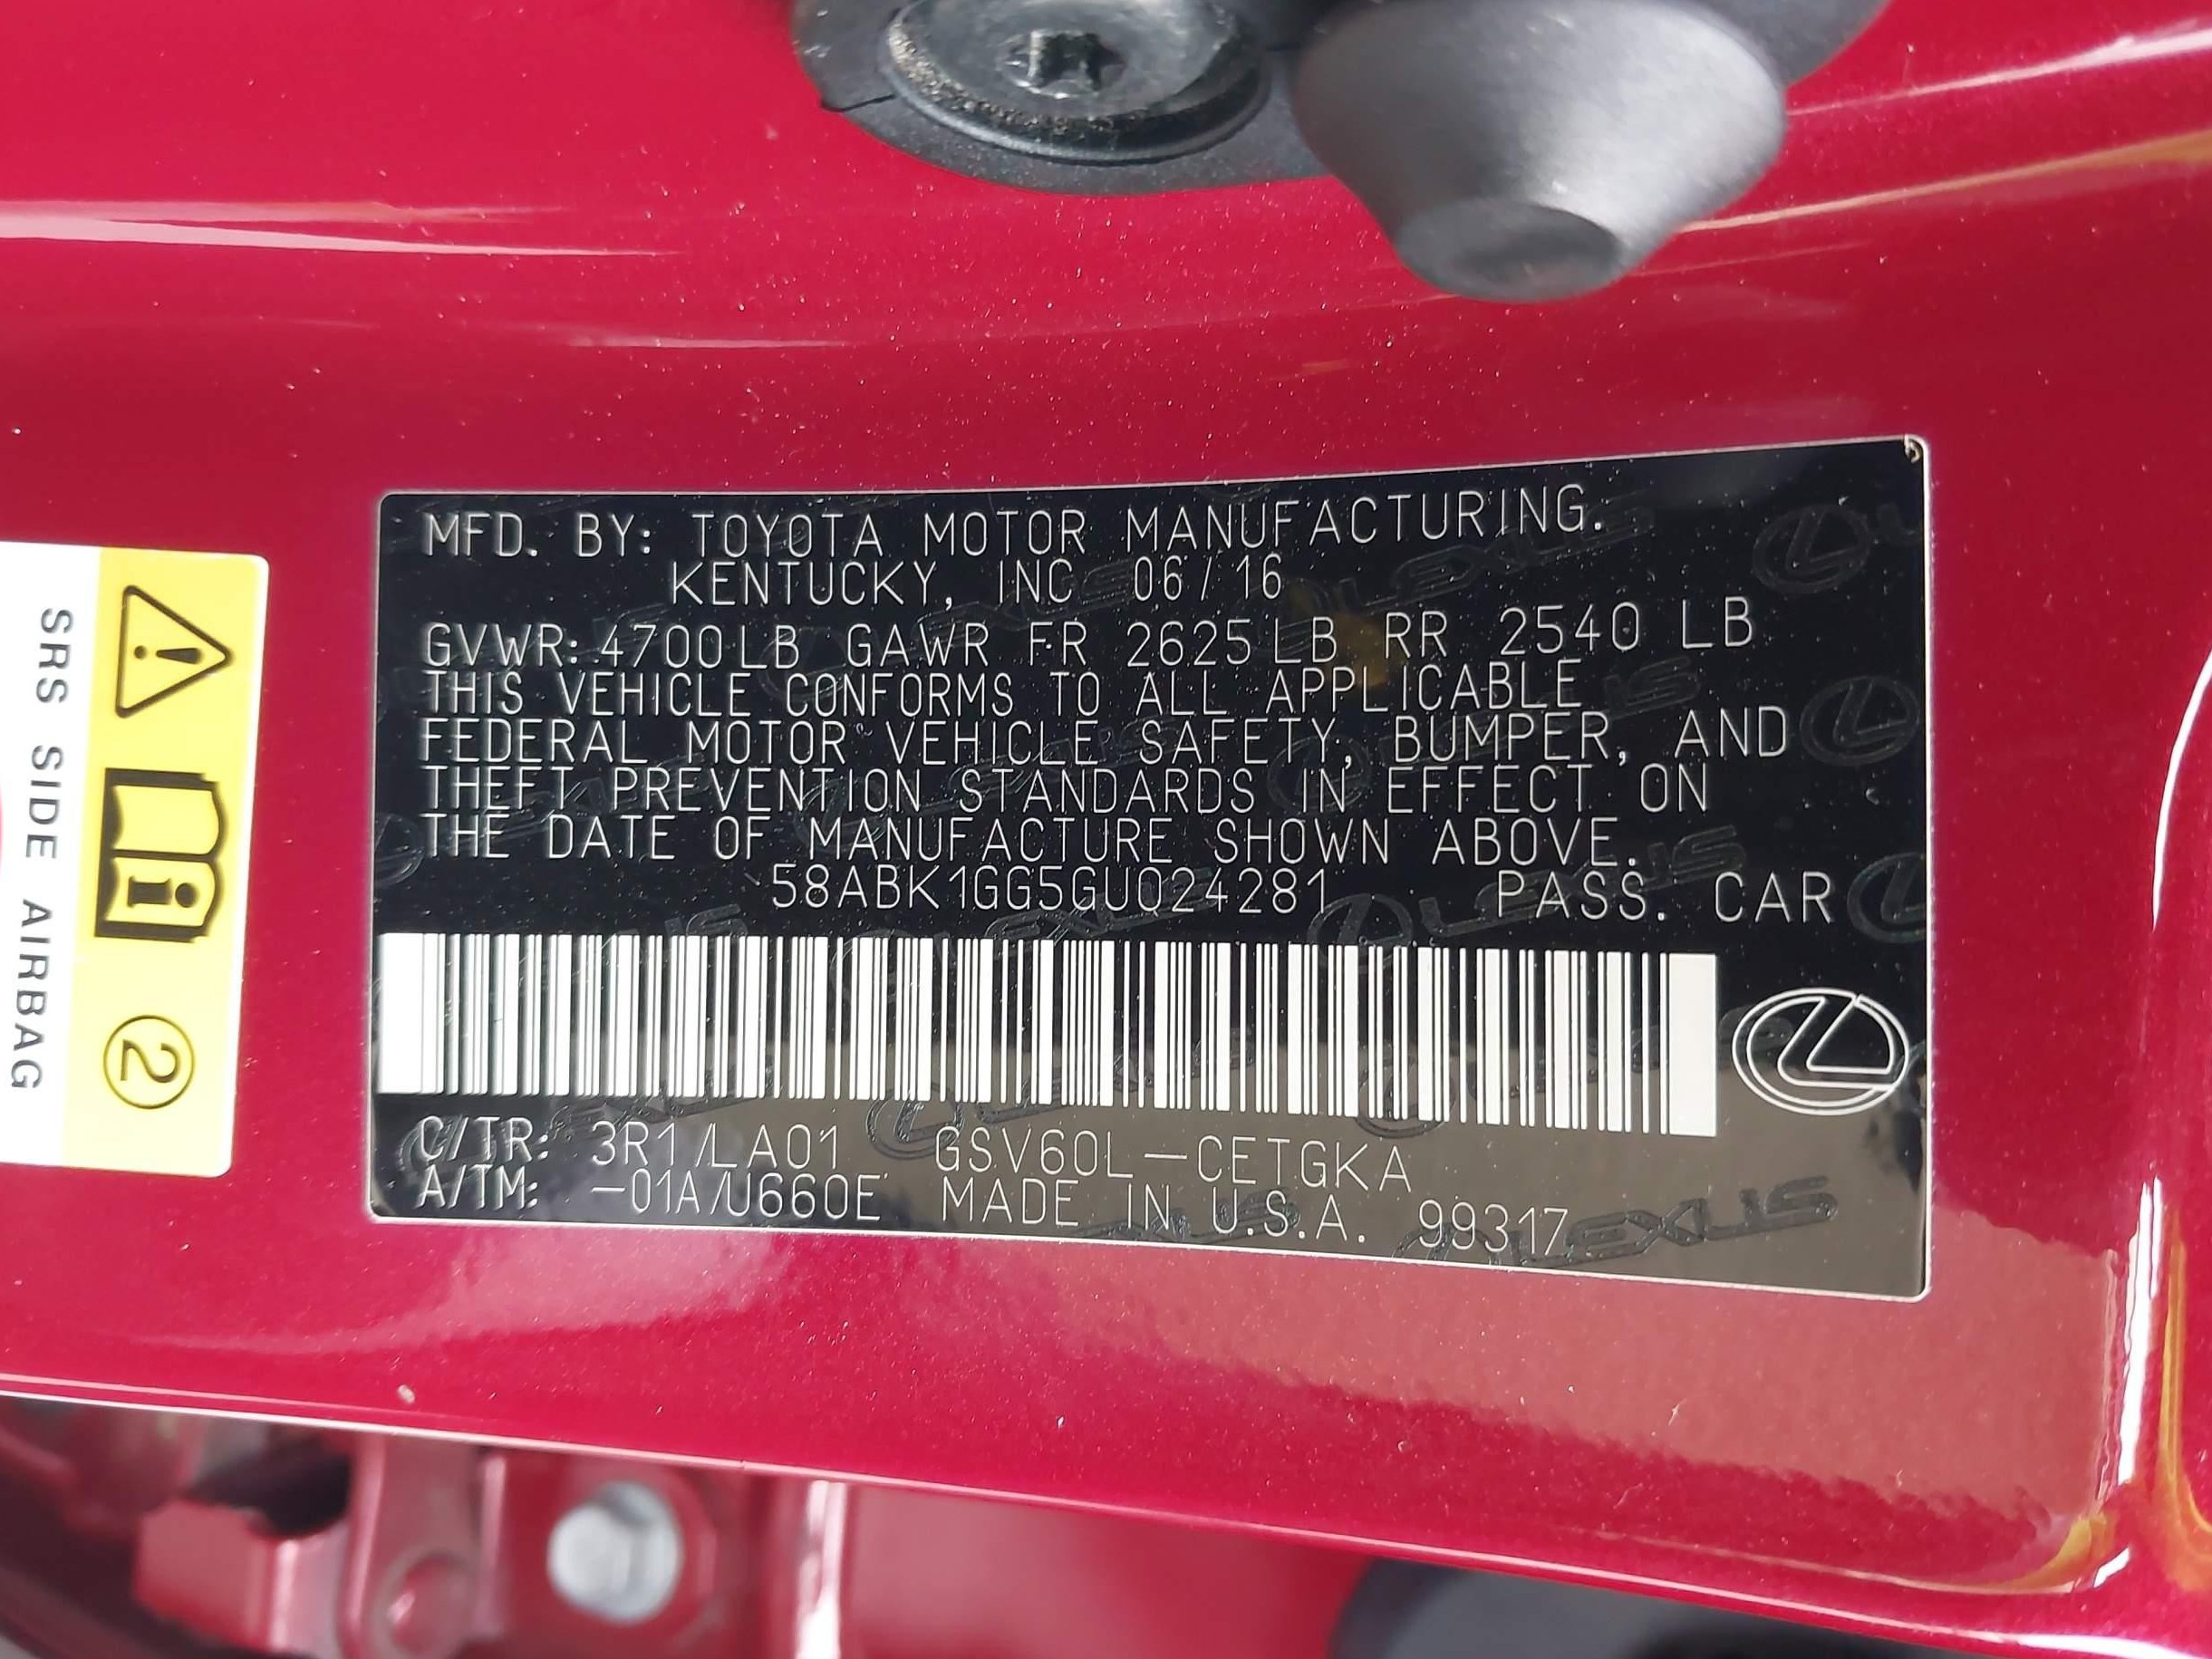 MFD. BY: TOYOTA MOTOR MANUFACTURING.
KENTUCKY, INC 06/16
GVWR: 4700LB GAWR FR 2625LB RR 2540 LB
THIS VEHICLE CONFORMS TO ALL APPLICABLE
FEDERAL MOTOR VEHICLE SAFETY, BUMPER, AND
THEFT PREVENTION STANDARDS IN EFFECT ON
THE DATE OF MANUFACTURE SHOWN ABOVE.
58ABK1GG5GU024281 PASS. CAR
C/TR: 3R1/LA01 GSV60L-CETGKA
A/TM: -01A/U660E MADE IN U.S.A. 99317
LEXUS
SRS SIDE AIRBAG
2